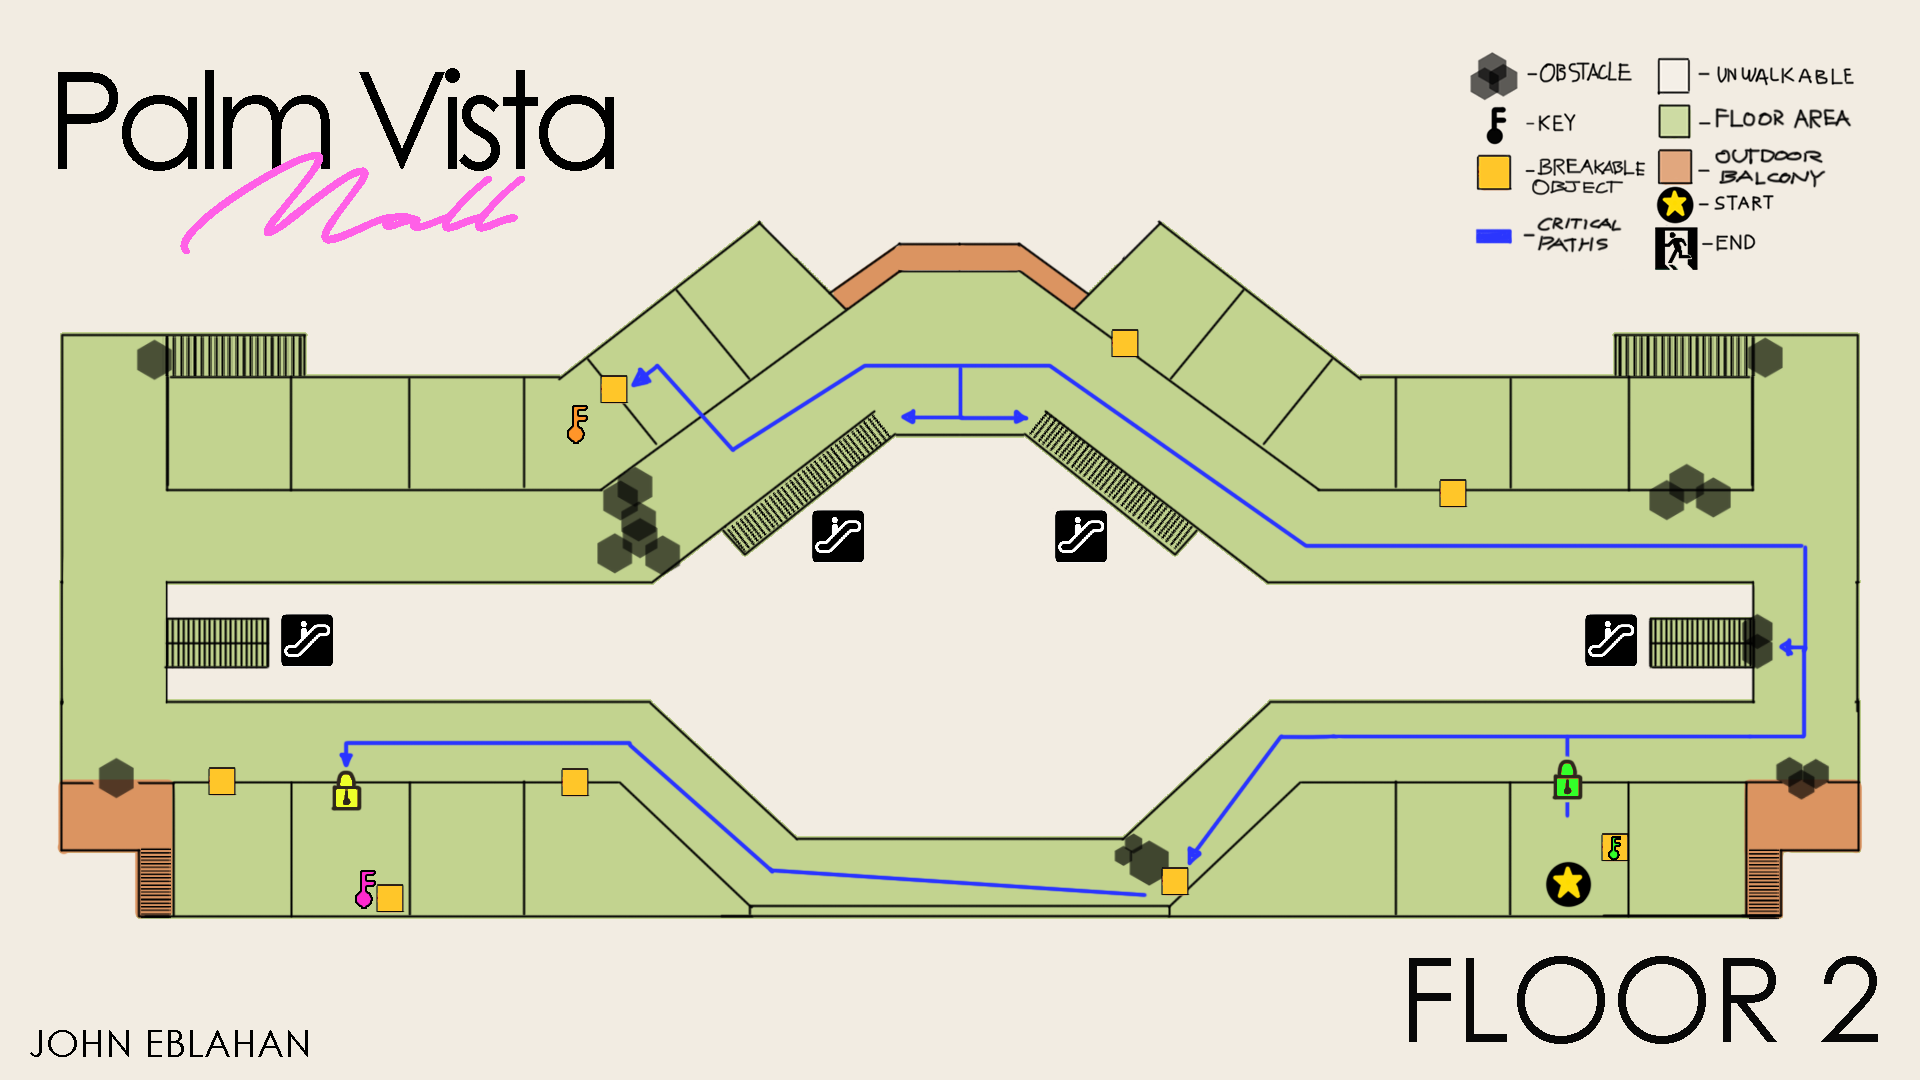 Palm Vista
Mall
-OBSTACLE
-KEY
-BREAKABLE
OBJECT
-CRITICAL
PATHS
-UNWALKABLE
-FLOOR AREA
-OUTDOOR
BALCONY
-START
-END
FLOOR 2
JOHN EBLAHAN